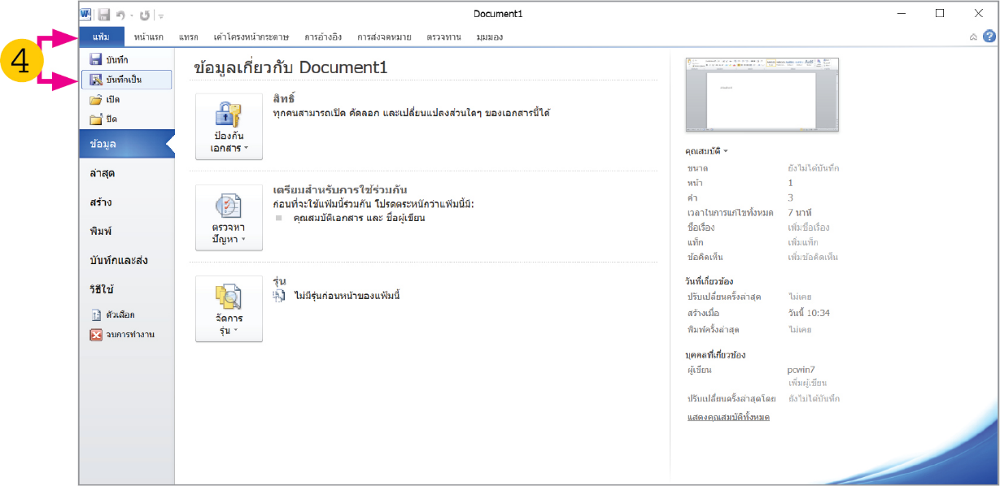 Document1
แฟ้ม หน้าแรก แทรก เค้าโครงหน้ากระดาษ การอ้างอิง การส่งจดหมาย ตรวจทาน มุมมอง
4
บันทึก
บันทึกเป็น
เปิด
ปิด
ข้อมูล
ล่าสุด
สร้าง
พิมพ์
บันทึกและส่ง
วิธีใช้
ตัวเลือก
จบการทำงาน
ข้อมูลเกี่ยวกับ Document1
ป้องกัน
เอกสาร
สิทธิ์
ทุกคนสามารถเปิด คัดลอก และเปลี่ยนแปลงส่วนใดๆ ของเอกสารนี้ได้
ตรวจหา
ปัญหา
เตรียมสำหรับการใช้ร่วมกัน
ก่อนที่จะใช้แฟ้มนี้ร่วมกัน โปรดตระหนักว่าแฟ้มนี้มี:
คุณสมบัติเอกสาร และ ชื่อผู้เขียน
จัดการ
รุ่น
รุ่น
ไม่มีรุ่นก่อนหน้าของแฟ้มนี้
คุณสมบัติ
ขนาด ยังไม่ได้บันทึก
หน้า 1
คำ 3
เวลาในการแก้ไขทั้งหมด 7 นาที
ชื่อเรื่อง เพิ่มชื่อเรื่อง
แท็ก เพิ่มแท็ก
ข้อคิดเห็น เพิ่มข้อคิดเห็น
วันที่เกี่ยวข้อง
ปรับเปลี่ยนครั้งล่าสุด ไม่เคย
สร้างเมื่อ วันนี้ 10:34
พิมพ์ครั้งล่าสุด ไม่เคย
บุคคลที่เกี่ยวข้อง
ผู้เขียน pcwin7
เพิ่มผู้เขียน
ปรับเปลี่ยนครั้งล่าสุดโดย ยังไม่ได้บันทึก
แสดงคุณสมบัติทั้งหมด